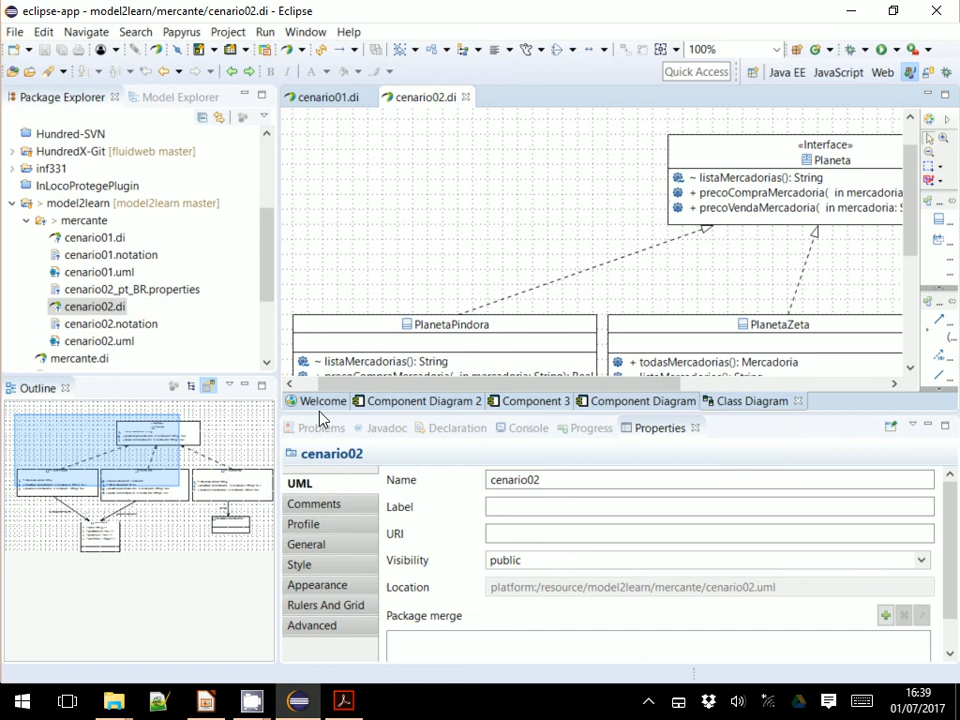 eclipse-app - model2learn/mercante/cenario02.di - Eclipse
File Edit Navigate Search Papyrus Project Run Window Help
100%
Quick Access
Java EE JavaScript Web
Package Explorer
Model Explorer
cenario01.di
cenario02.di
Hundred-SVN
HundredX-Git [fluidweb master]
inf331
InLocoProtegePlugin
> model2learn [model2learn master]
> mercante
cenario01.di
cenario01.notation
cenario01.uml
cenario02_pt_BR.properties
cenario02.di
cenario02.notation
cenario02.uml
mercante.di
«Interface»
Planeta
~ listaMercadorias(): String
+ precoCompraMercadoria( in mercadoria
+ precoVendaMercadoria( in mercadoria: S
PlanetaPindora
~ listaMercadorias(): String
+ precoCompraMercadoria( in mercadoria: String): Real
PlanetaZeta
+ todasMercadorias(): Mercadoria
Welcome
Component Diagram 2
Component 3
Component Diagram
Class Diagram
Outline
Problems
Javadoc
Declaration
Console
Progress
Properties
cenario02
UML
Comments
Profile
General
Style
Appearance
Rulers And Grid
Advanced
Name cenario02
Label
URI
Visibility public
Location platform:/resource/model2learn/mercante/cenario02.uml
Package merge
16:39
01/07/2017